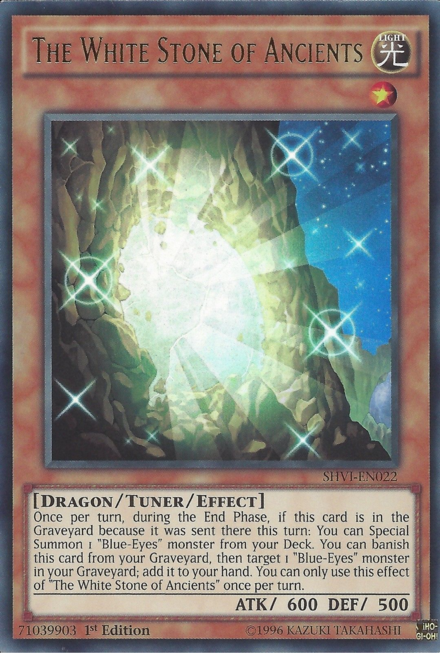 THE WHITE STONE OF ANCIENTS
LIGHT
光
SHVI-EN022
[DRAGON/TUNER/EFFECT]
Once per turn, during the End Phase, if this card is in the
Graveyard because it was sent there this turn: You can Special
Summon 1 "Blue-Eyes" monster from your Deck. You can banish
this card from your Graveyard, then target 1 "Blue-Eyes" monster
in your Graveyard; add it to your hand. You can only use this effect
of "The White Stone of Ancients" once per turn.
ATK/ 600 DEF/ 500
71039903 1st Edition ©1996 KAZUKI TAKAHASHI